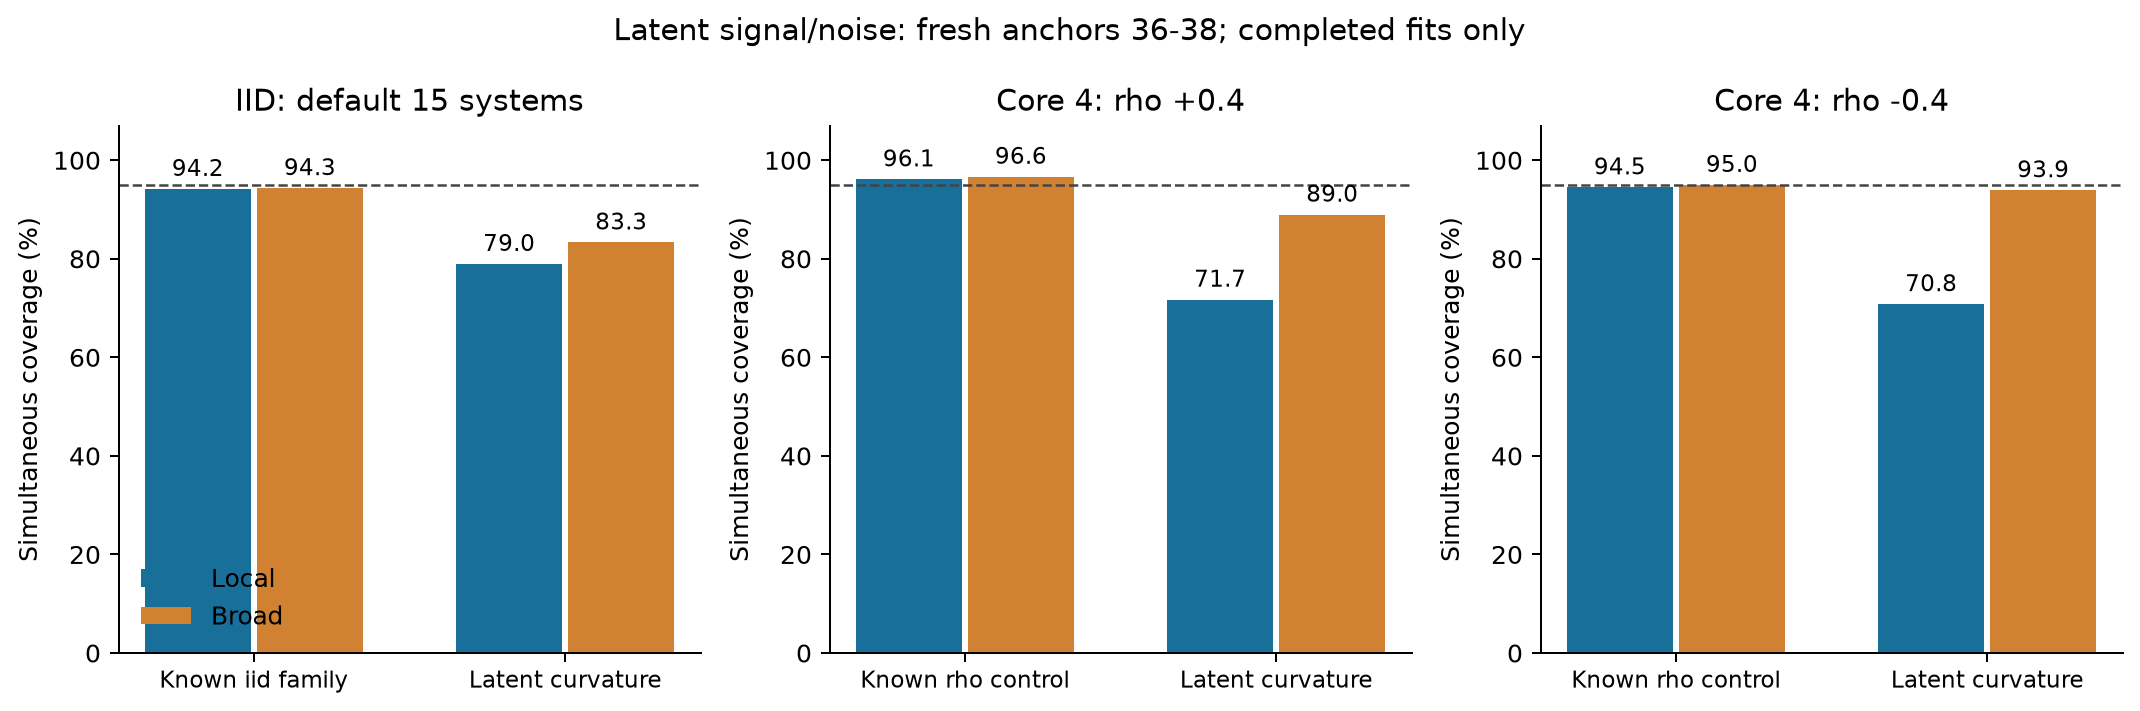 Latent signal/noise: fresh anchors 36-38; completed fits only
IID: default 15 systems
Simultaneous coverage (%)
100
80
60
40
20
0
94.2
94.3
79.0
83.3
Local
Broad
Known iid family
Latent curvature
Core 4: rho +0.4
Simultaneous coverage (%)
100
80
60
40
20
0
96.1
96.6
71.7
89.0
Known rho control
Latent curvature
Core 4: rho -0.4
Simultaneous coverage (%)
100
80
60
40
20
0
94.5
95.0
70.8
93.9
Known rho control
Latent curvature